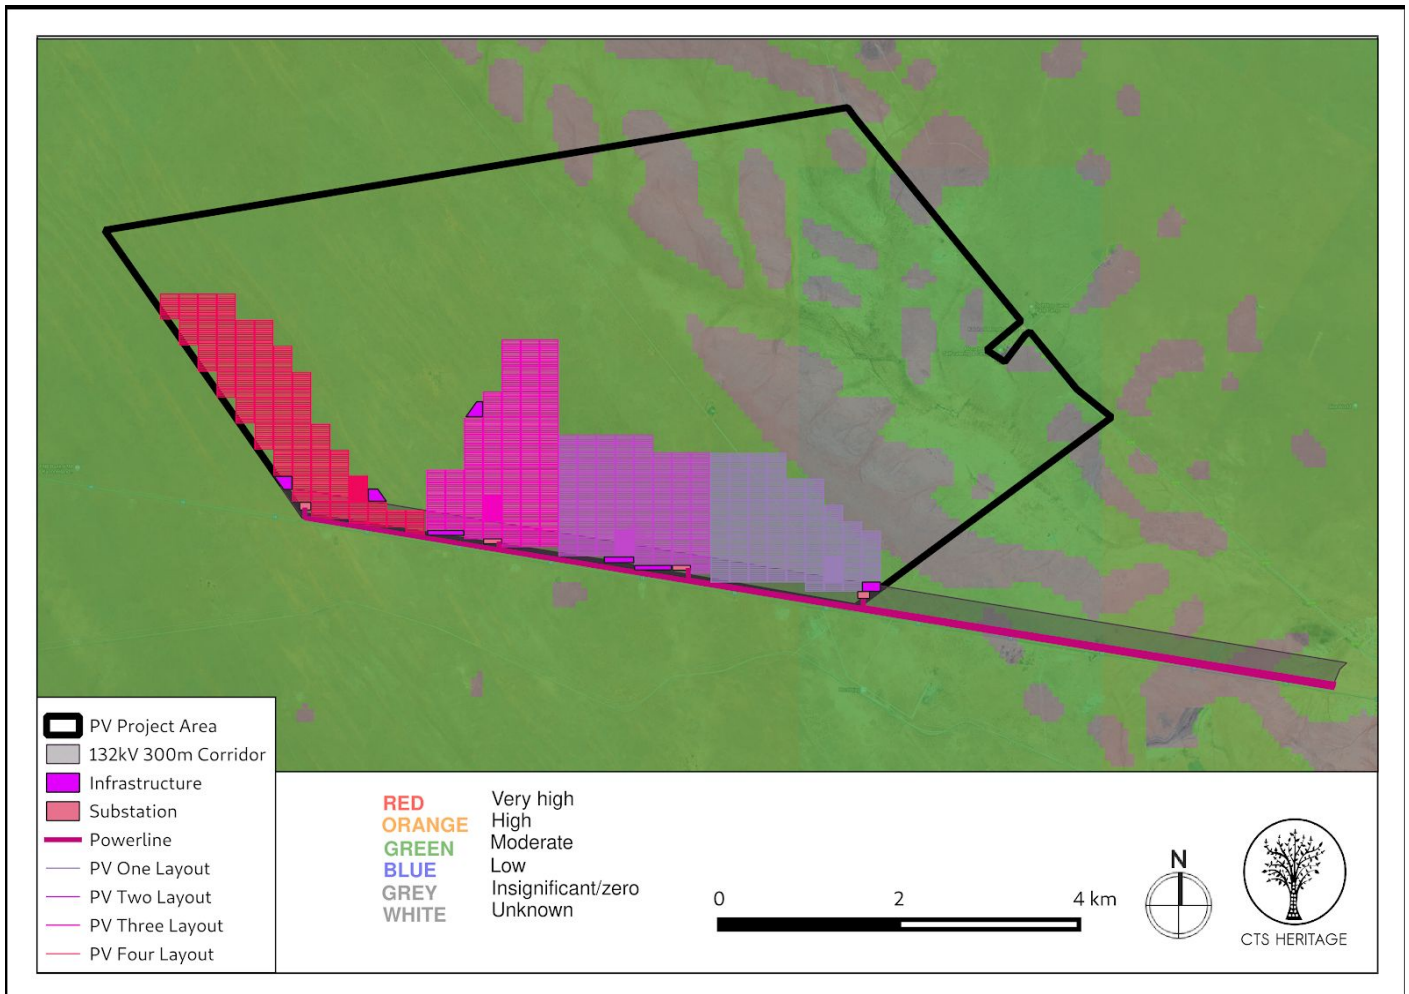 PV Project Area
132kV 300m Corridor
Infrastructure
Substation
Powerline
PV One Layout
PV Two Layout
PV Three Layout
PV Four Layout
RED Very high
ORANGE High
GREEN Moderate
BLUE Low
GREY Insignificant/zero
WHITE Unknown
0 2 4 km
N
CTS HERITAGE